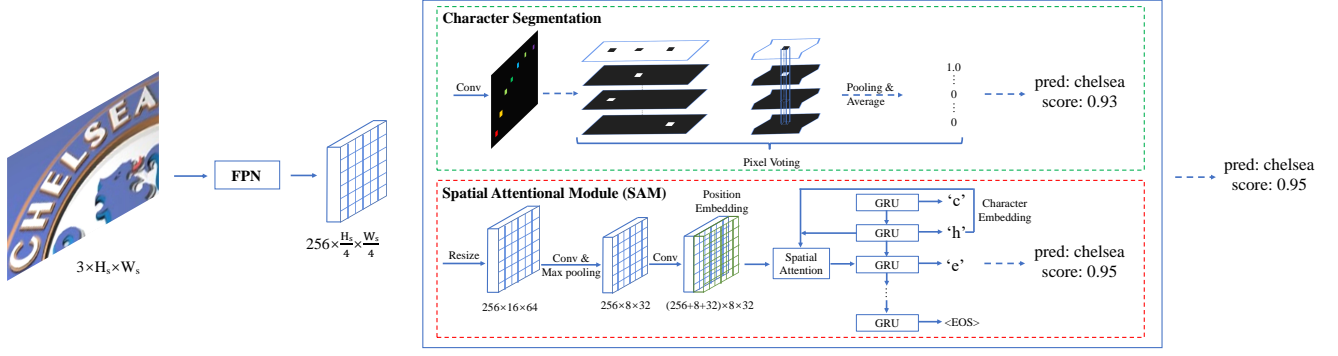 CHELSEA
3×Hₛ×Wₛ
FPN
256×Hₛ/4×Wₛ/4
Character Segmentation
Conv
Pooling &
Average
1.0
⋮
0
⋮
0
Pixel Voting
pred: chelsea
score: 0.93
Spatial Attentional Module (SAM)
Resize
256×16×64
Conv &
Max pooling
256×8×32
Conv
Position
Embedding
(256+8+32)×8×32
Spatial
Attention
GRU
‘c’
GRU
‘h’
GRU
‘e’
GRU
<EOS>
Character
Embedding
pred: chelsea
score: 0.95
pred: chelsea
score: 0.95